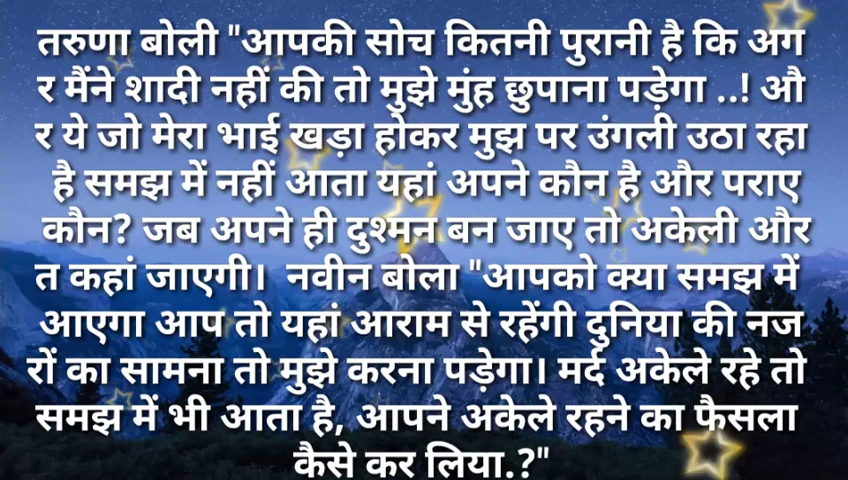 तरुणा बोली "आपकी सोच कितनी पुरानी है कि अग
र मैंने शादी नहीं की तो मुझे मुंह छुपाना पड़ेगा ..! औ
र ये जो मेरा भाई खड़ा होकर मुझ पर उंगली उठा रहा
है समझ में नहीं आता यहां अपने कौन है और पराए
कौन? जब अपने ही दुश्मन बन जाए तो अकेली और
त कहां जाएगी। नवीन बोला "आपको क्या समझ में
आएगा आप तो यहां आराम से रहेंगी दुनिया की नज
रों का सामना तो मुझे करना पड़ेगा। मर्द अकेले रहे तो
समझ में भी आता है, आपने अकेले रहने का फैसला
कैसे कर लिया.?"